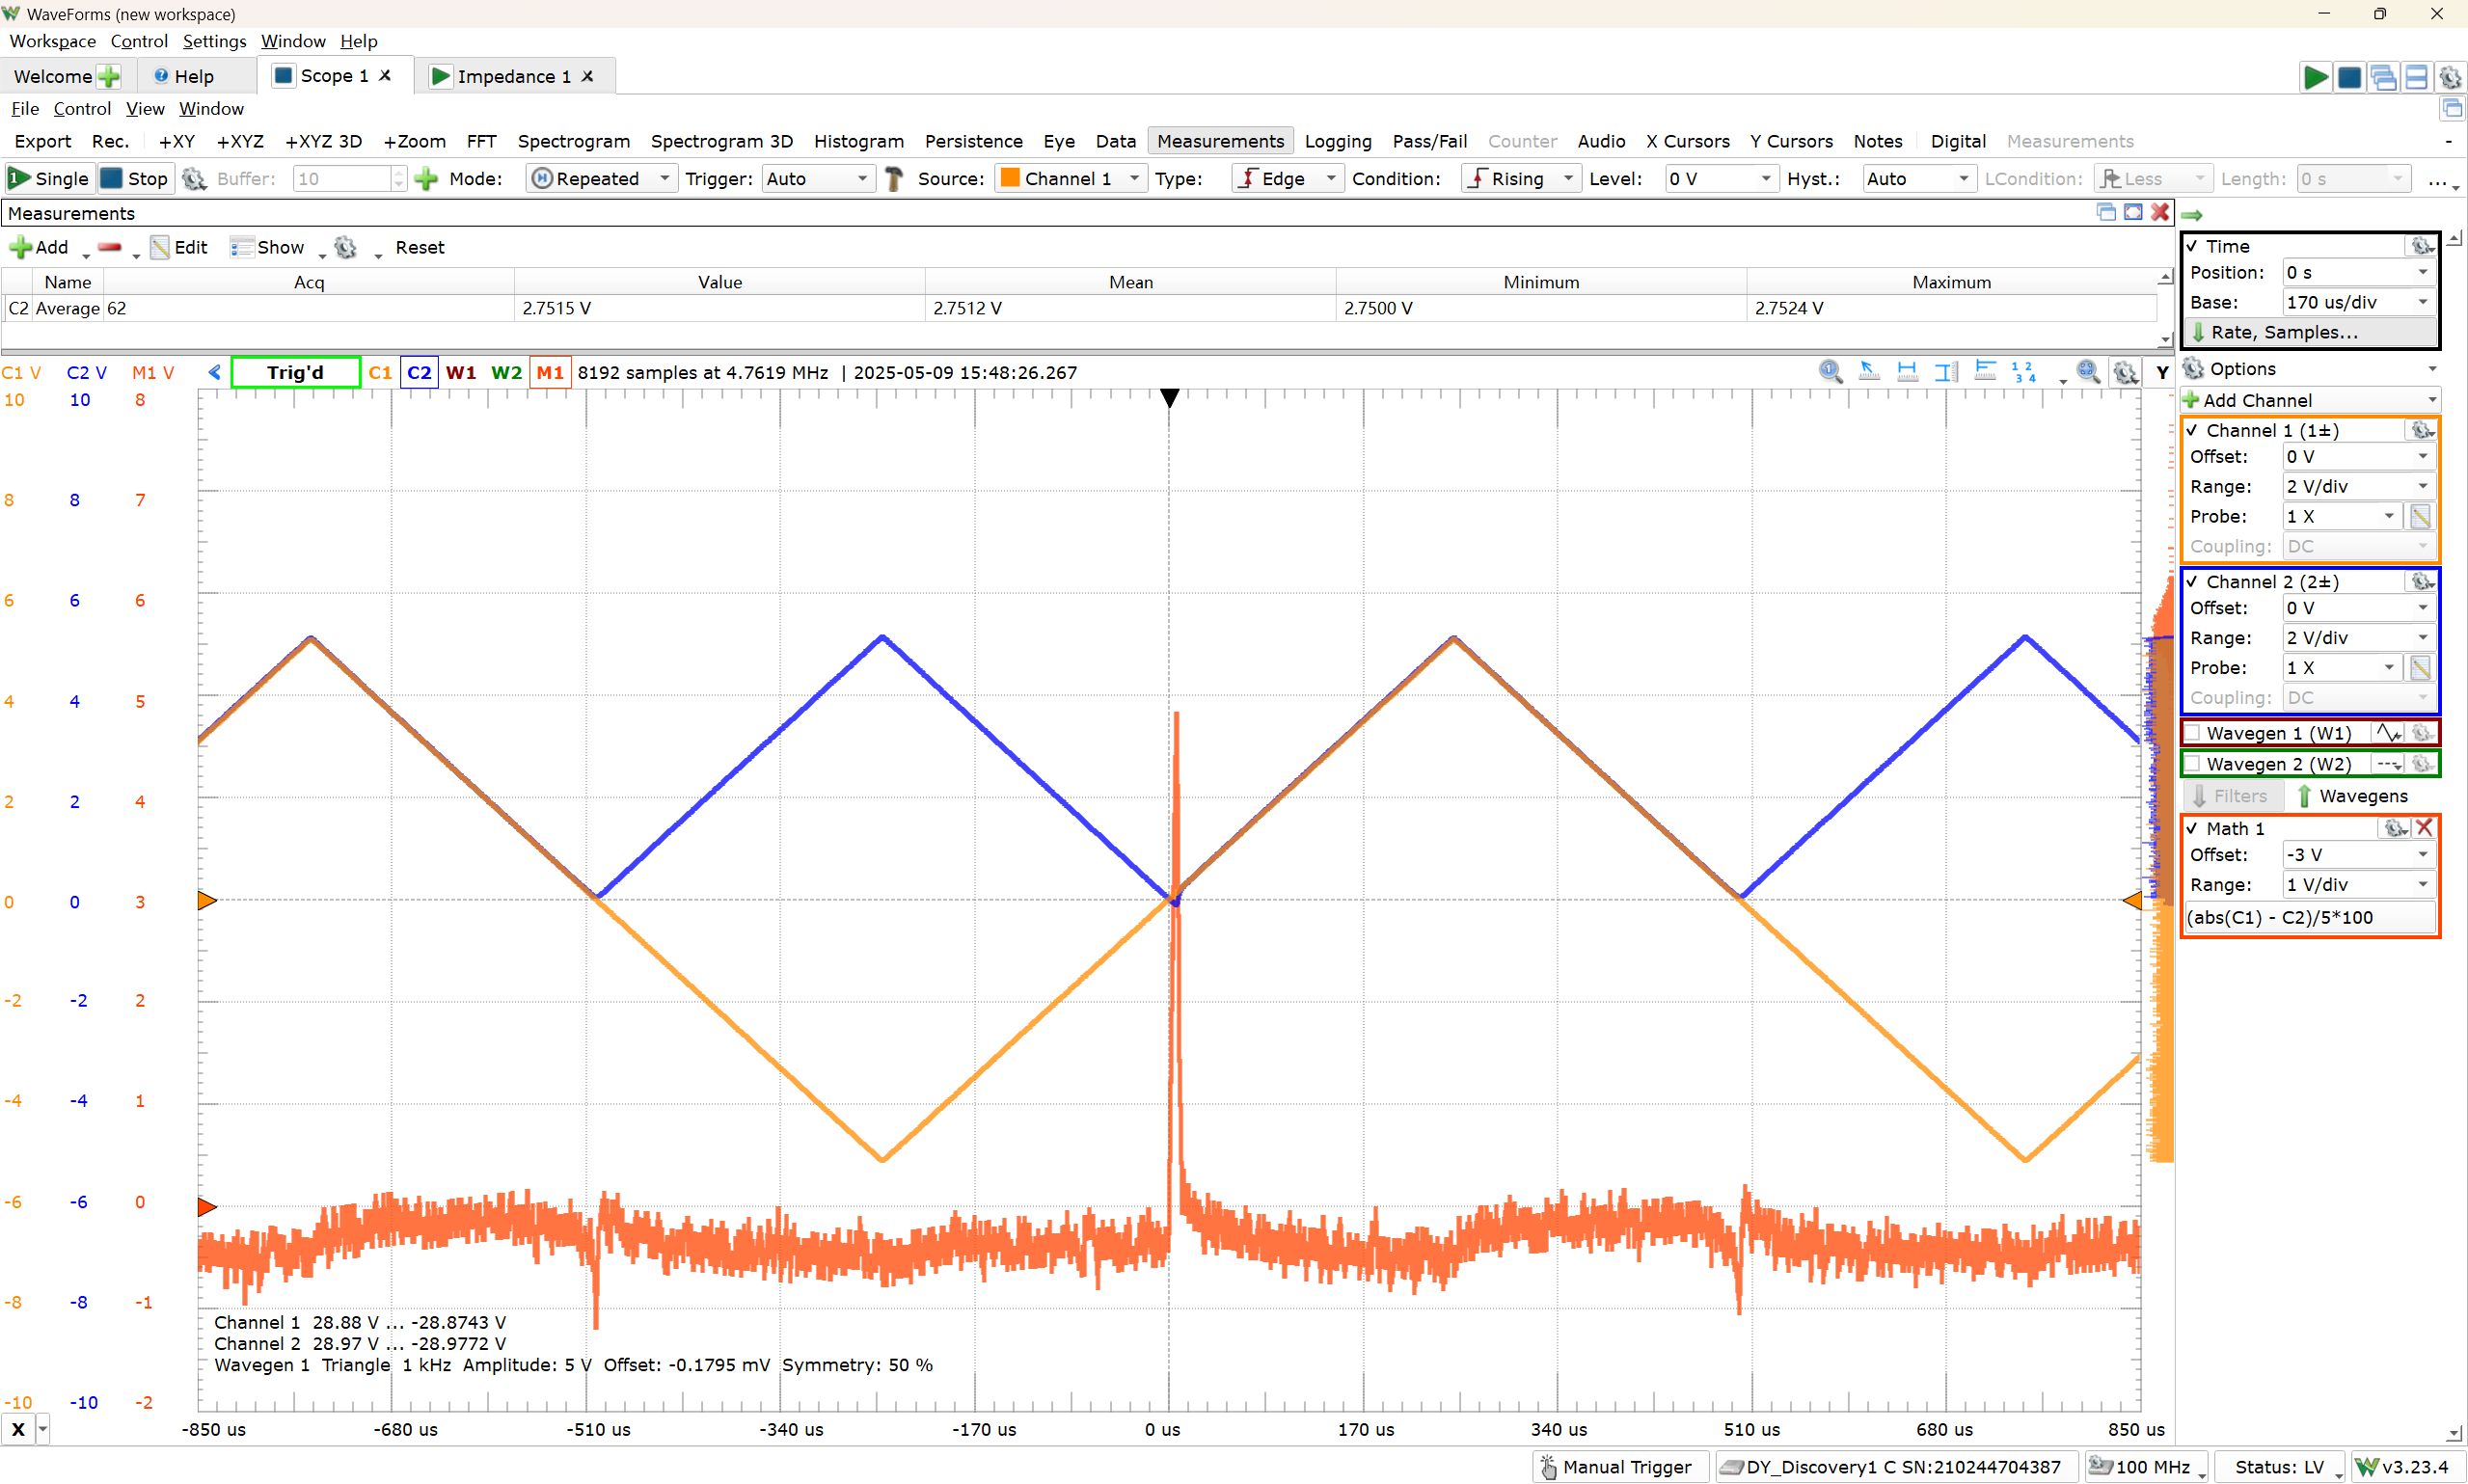 WaveForms (new workspace)
Workspace Control Settings Window Help
Welcome Help Scope 1 Impedance 1
File Control View Window
Export Rec. +XY +XYZ +XYZ 3D +Zoom FFT Spectrogram Spectrogram 3D Histogram Persistence Eye Data Measurements Logging Pass/Fail Counter Audio X Cursors Y Cursors Notes Digital Measurements -
Single Stop Buffer: 10 Mode: Repeated Trigger: Auto Source: Channel 1 Type: Edge Condition: Rising Level: 0 V Hyst.: Auto LCondition: Less Length: 0 s ...
Measurements
Add Edit Show Reset
Name Acq Value Mean Minimum Maximum
C2 Average 62 2.7515 V 2.7512 V 2.7500 V 2.7524 V
C1 V C2 V M1 V Trig'd C1 C2 W1 W2 M1 8192 samples at 4.7619 MHz | 2025-05-09 15:48:26.267 Y
10 10 8
8 8 7
6 6 6
4 4 5
2 2 4
0 0 3
-2 -2 2
-4 -4 1
-6 -6 0
-8 -8 -1
-10 -10 -2
Channel 1 28.88 V ... -28.8743 V
Channel 2 28.97 V ... -28.9772 V
Wavegen 1 Triangle 1 kHz Amplitude: 5 V Offset: -0.1795 mV Symmetry: 50 %
X -850 us -680 us -510 us -340 us -170 us 0 us 170 us 340 us 510 us 680 us 850 us
Time
Position: 0 s
Base: 170 us/div
Rate, Samples...
Options
Add Channel
Channel 1 (1±)
Offset: 0 V
Range: 2 V/div
Probe: 1 X
Coupling: DC
Channel 2 (2±)
Offset: 0 V
Range: 2 V/div
Probe: 1 X
Coupling: DC
Wavegen 1 (W1)
Wavegen 2 (W2)
Filters Wavegens
Math 1
Offset: -3 V
Range: 1 V/div
(abs(C1) - C2)/5*100
Manual Trigger DY_Discovery1 C SN:210244704387 100 MHz Status: LV v3.23.4